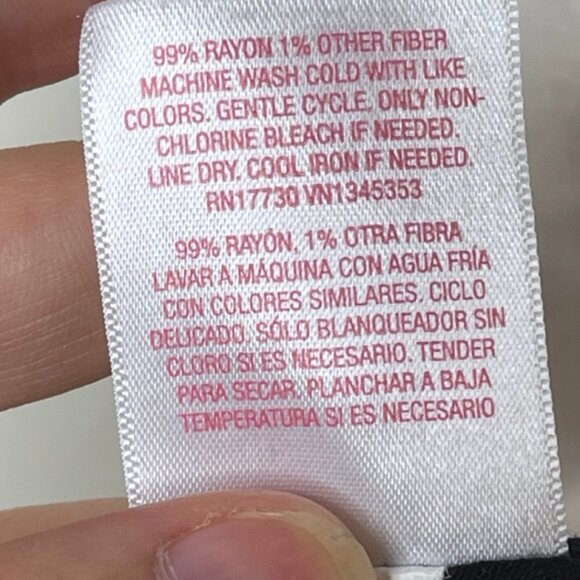 99% RAYON 1% OTHER FIBER
MACHINE WASH COLD WITH LIKE
COLORS. GENTLE CYCLE. ONLY NON-
CHLORINE BLEACH IF NEEDED.
LINE DRY. COOL IRON IF NEEDED.
RN17730 VN1345353
99% RAYÓN, 1% OTRA FIBRA
LAVAR A MÁQUINA CON AGUA FRÍA
CON COLORES SIMILARES. CICLO
DELICADO. SÓLO BLANQUEADOR SIN
CLORO SI ES NECESARIO. TENDER
PARA SECAR. PLANCHAR A BAJA
TEMPERATURA SI ES NECESARIO